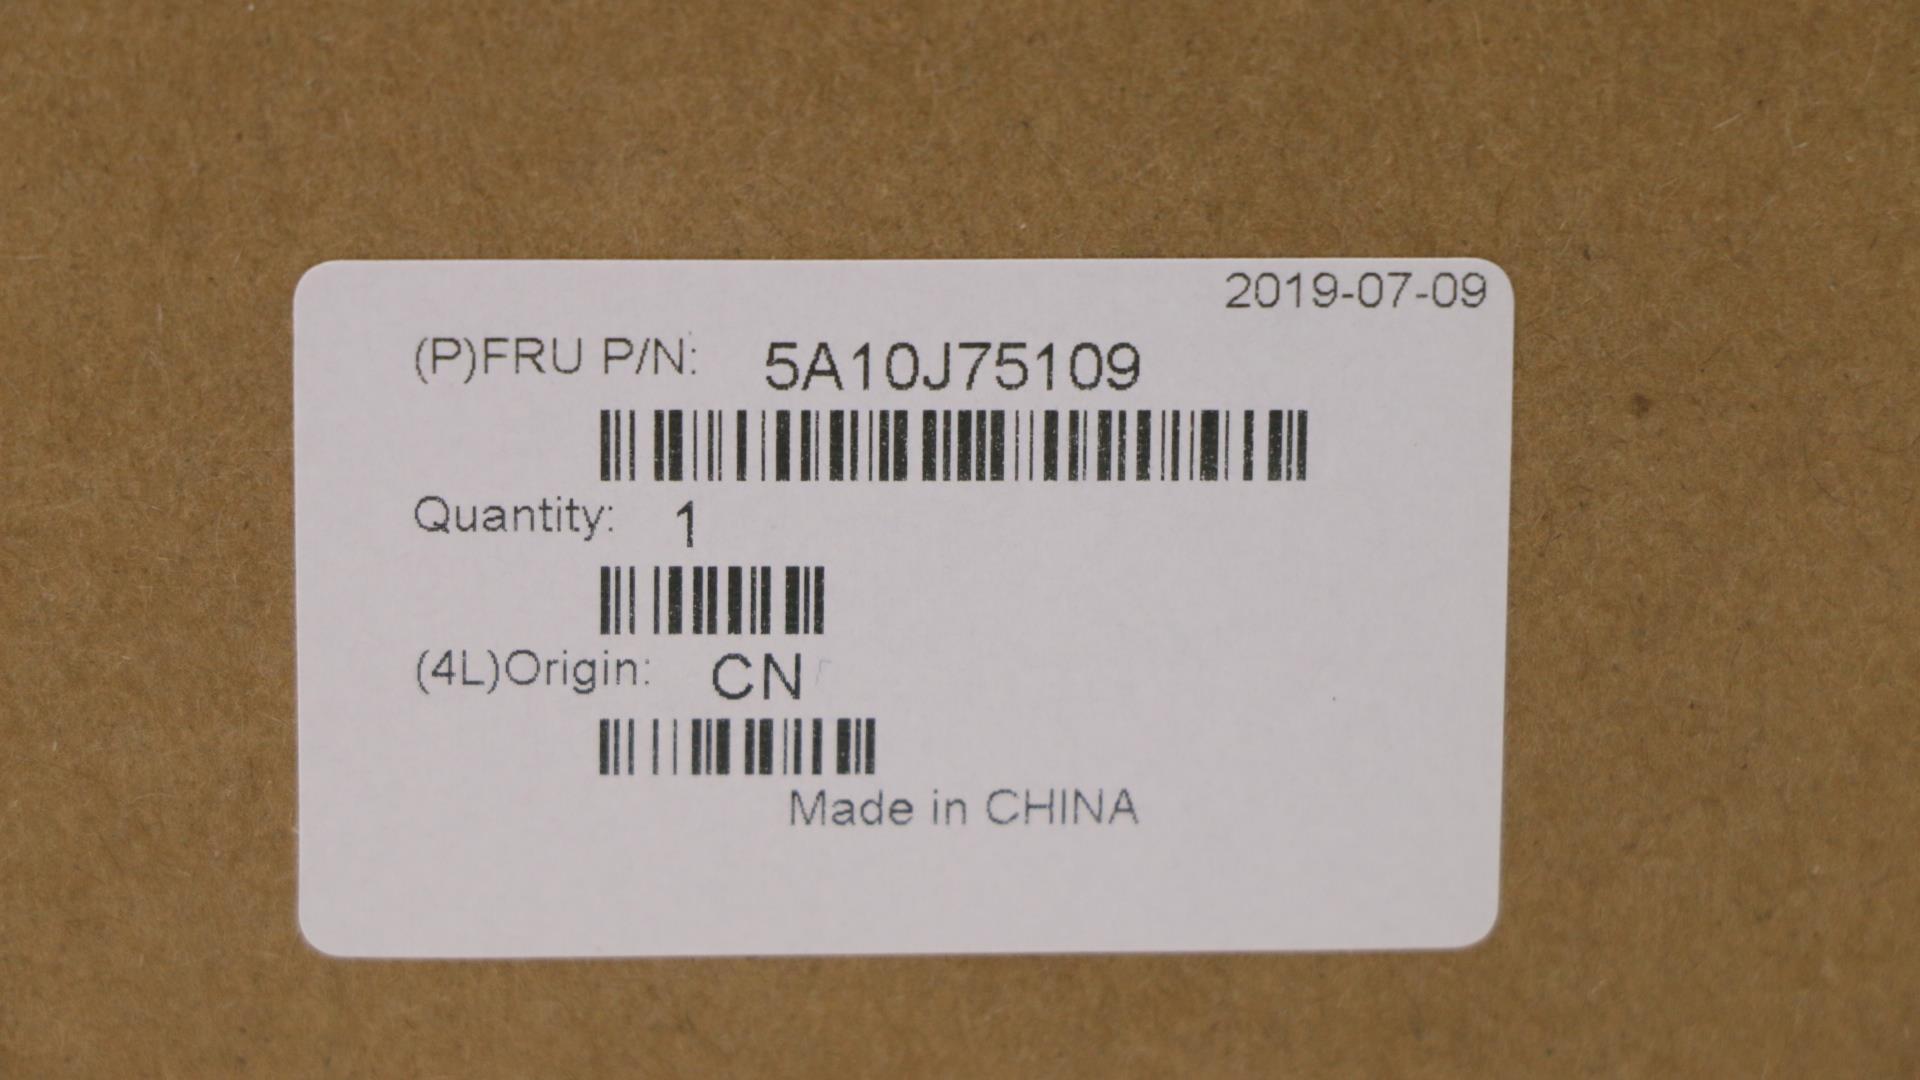 2019-07-09
(P)FRU P/N: 5A10J75109
Quantity: 1
(4L)Origin: CN
Made in CHINA